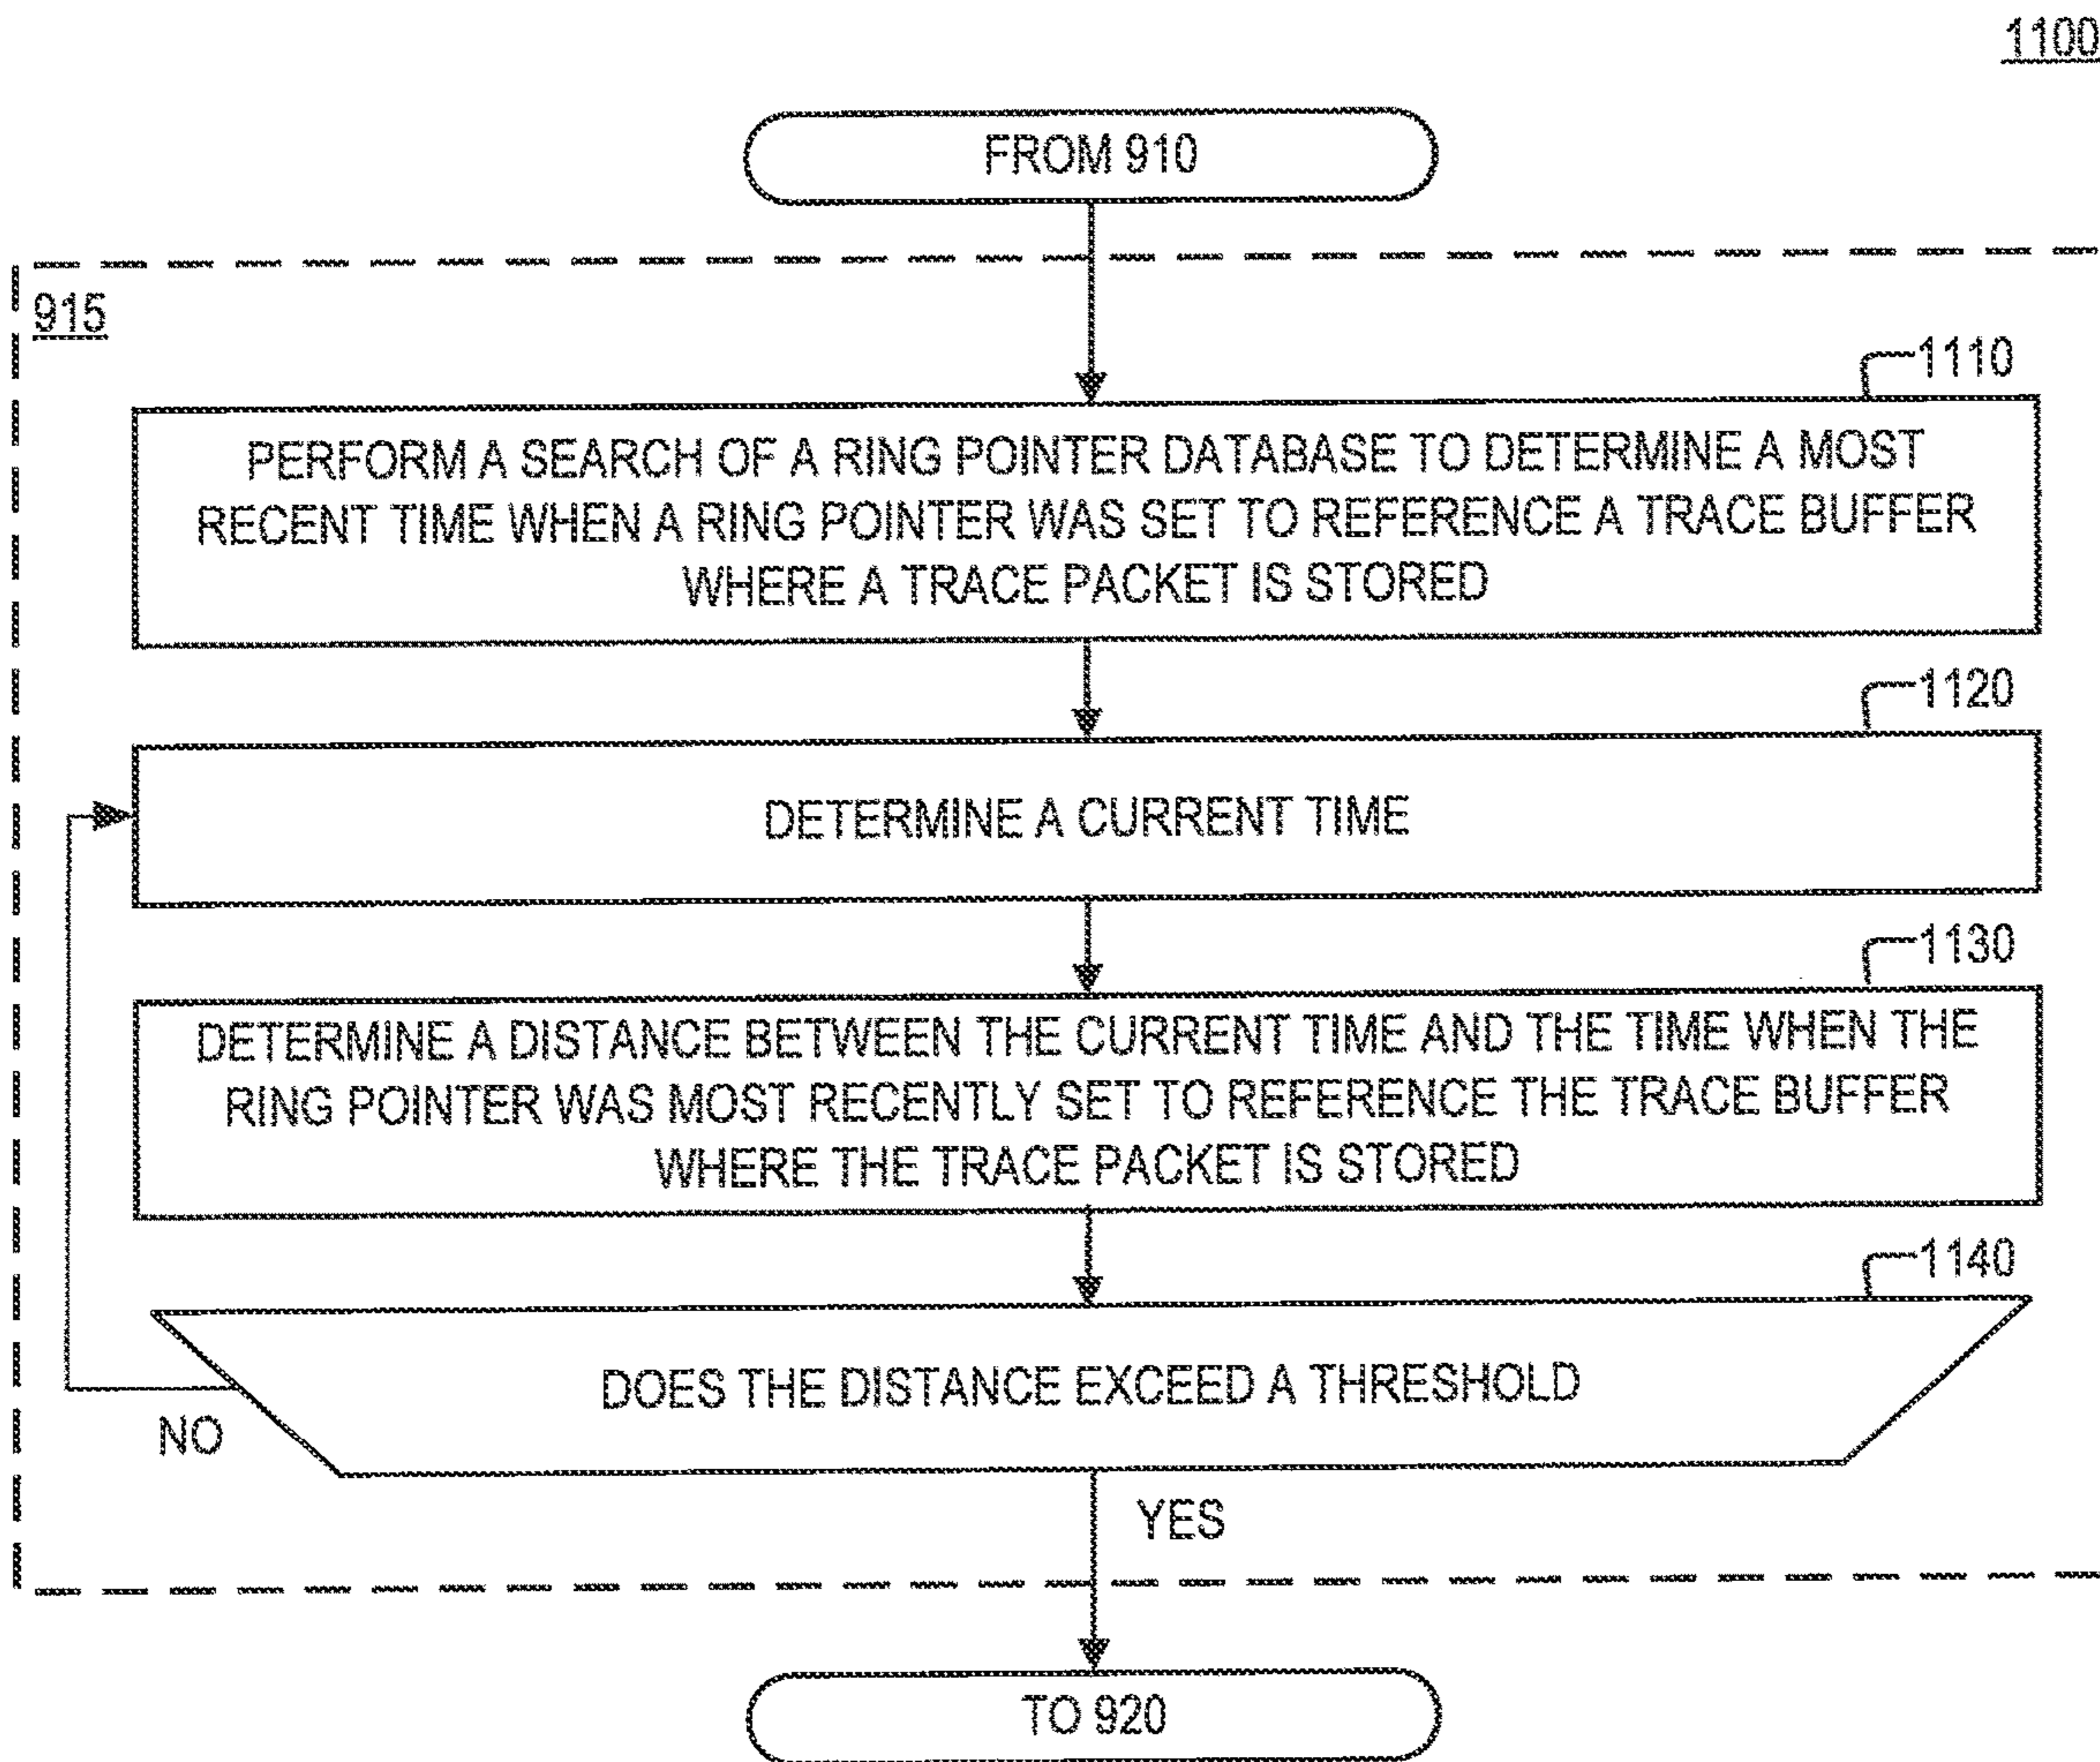 1100
FROM 910
915
1110
PERFORM A SEARCH OF A RING POINTER DATABASE TO DETERMINE A MOST
RECENT TIME WHEN A RING POINTER WAS SET TO REFERENCE A TRACE BUFFER
WHERE A TRACE PACKET IS STORED
1120
DETERMINE A CURRENT TIME
1130
DETERMINE A DISTANCE BETWEEN THE CURRENT TIME AND THE TIME WHEN THE
RING POINTER WAS MOST RECENTLY SET TO REFERENCE THE TRACE BUFFER
WHERE THE TRACE PACKET IS STORED
1140
DOES THE DISTANCE EXCEED A THRESHOLD
NO
YES
TO 920